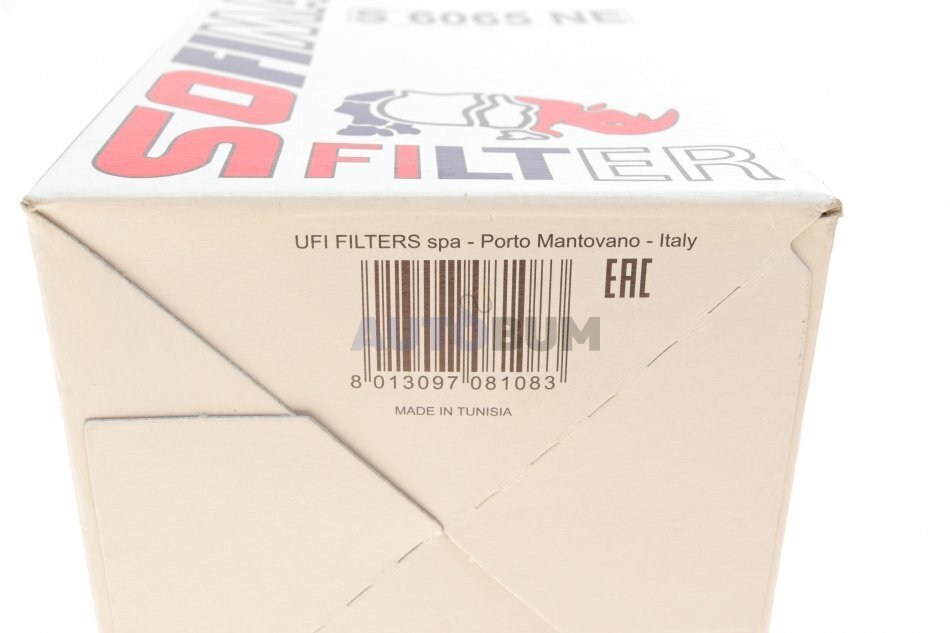 S 6065 NE
SOFIMA
FILTER
UFI FILTERS spa - Porto Mantovano - Italy
EAC
AUTOBUM
8 013097 081083
MADE IN TUNISIA